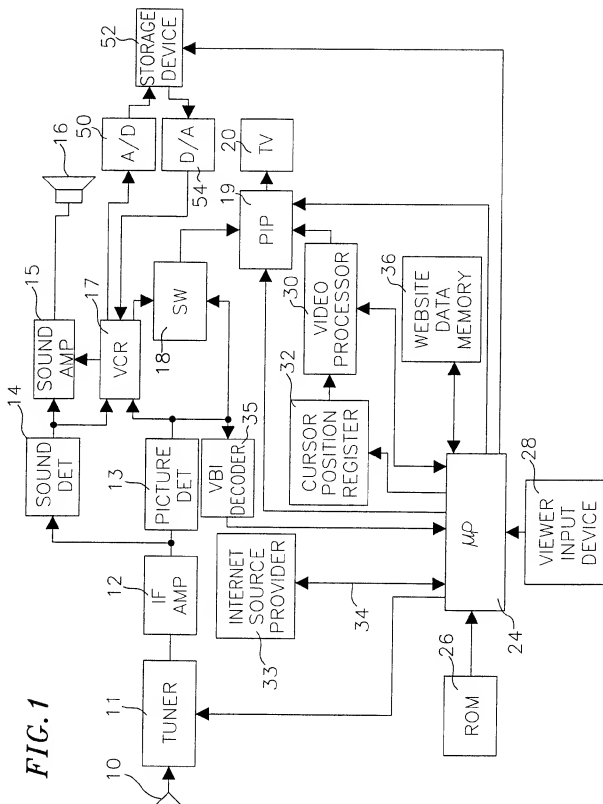 FIG. 1
10
11
TUNER
12
IF
AMP
13
PICTURE
DET
14
SOUND
DET
15
SOUND
AMP
16
17
VCR
18
SW
50
A/D
D/A
54
52
STORAGE
DEVICE
19
PIP
20
TV
VBI
DECODER
35
INTERNET
SOURCE
PROVIDER
33
34
32
CURSOR
POSITION
REGISTER
30
VIDEO
PROCESSOR
36
WEBSITE
DATA
MEMORY
26
ROM
μP
24
28
VIEWER
INPUT
DEVICE